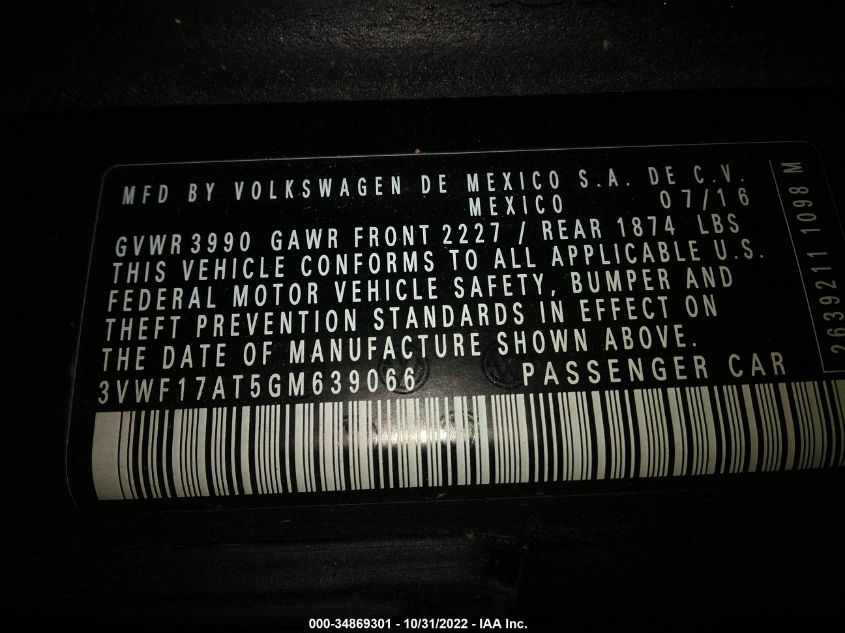 MFD BY VOLKSWAGEN DE MEXICO S.A. DE C.V.
MEXICO 07/16
GVWR 3990 GAWR FRONT 2227 / REAR 1874 LBS
THIS VEHICLE CONFORMS TO ALL APPLICABLE U.S.
FEDERAL MOTOR VEHICLE SAFETY, BUMPER AND
THEFT PREVENTION STANDARDS IN EFFECT ON
THE DATE OF MANUFACTURE SHOWN ABOVE.
3VWF17AT5GM639066 PASSENGER CAR
2639211 1098 M
000-34869301 - 10/31/2022 - IAA Inc.